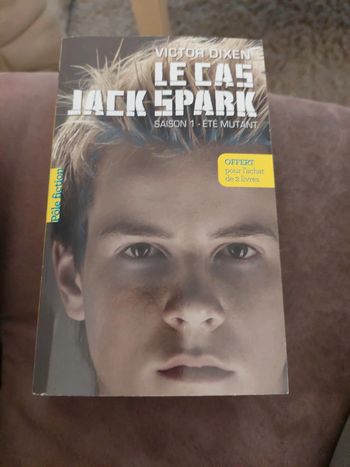 VICTOR DIXEN
LE CAS
JACK SPARK
SAISON 1 - ÉTÉ MUTANT
OFFERT
pour l'achat
de 2 livres
Pôle fiction